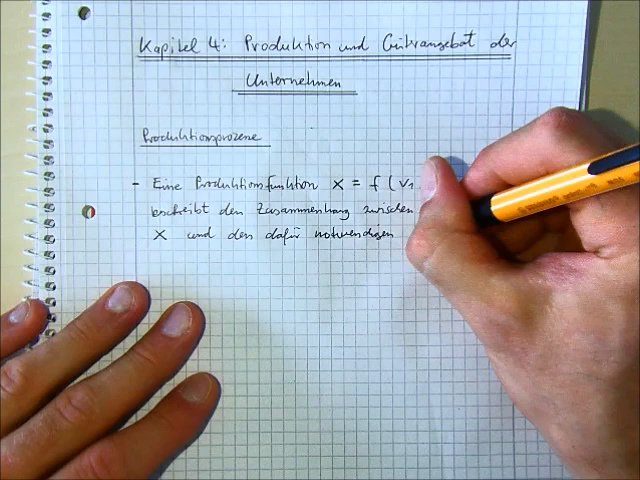 Kapitel 4: Produktion und Güterangebot der
Unternehmen
Produktionsprozesse
- Eine Produktionsfunktion X = f (v1
beschreibt den Zusammenhang zwischen
X und den dafür notwendigen